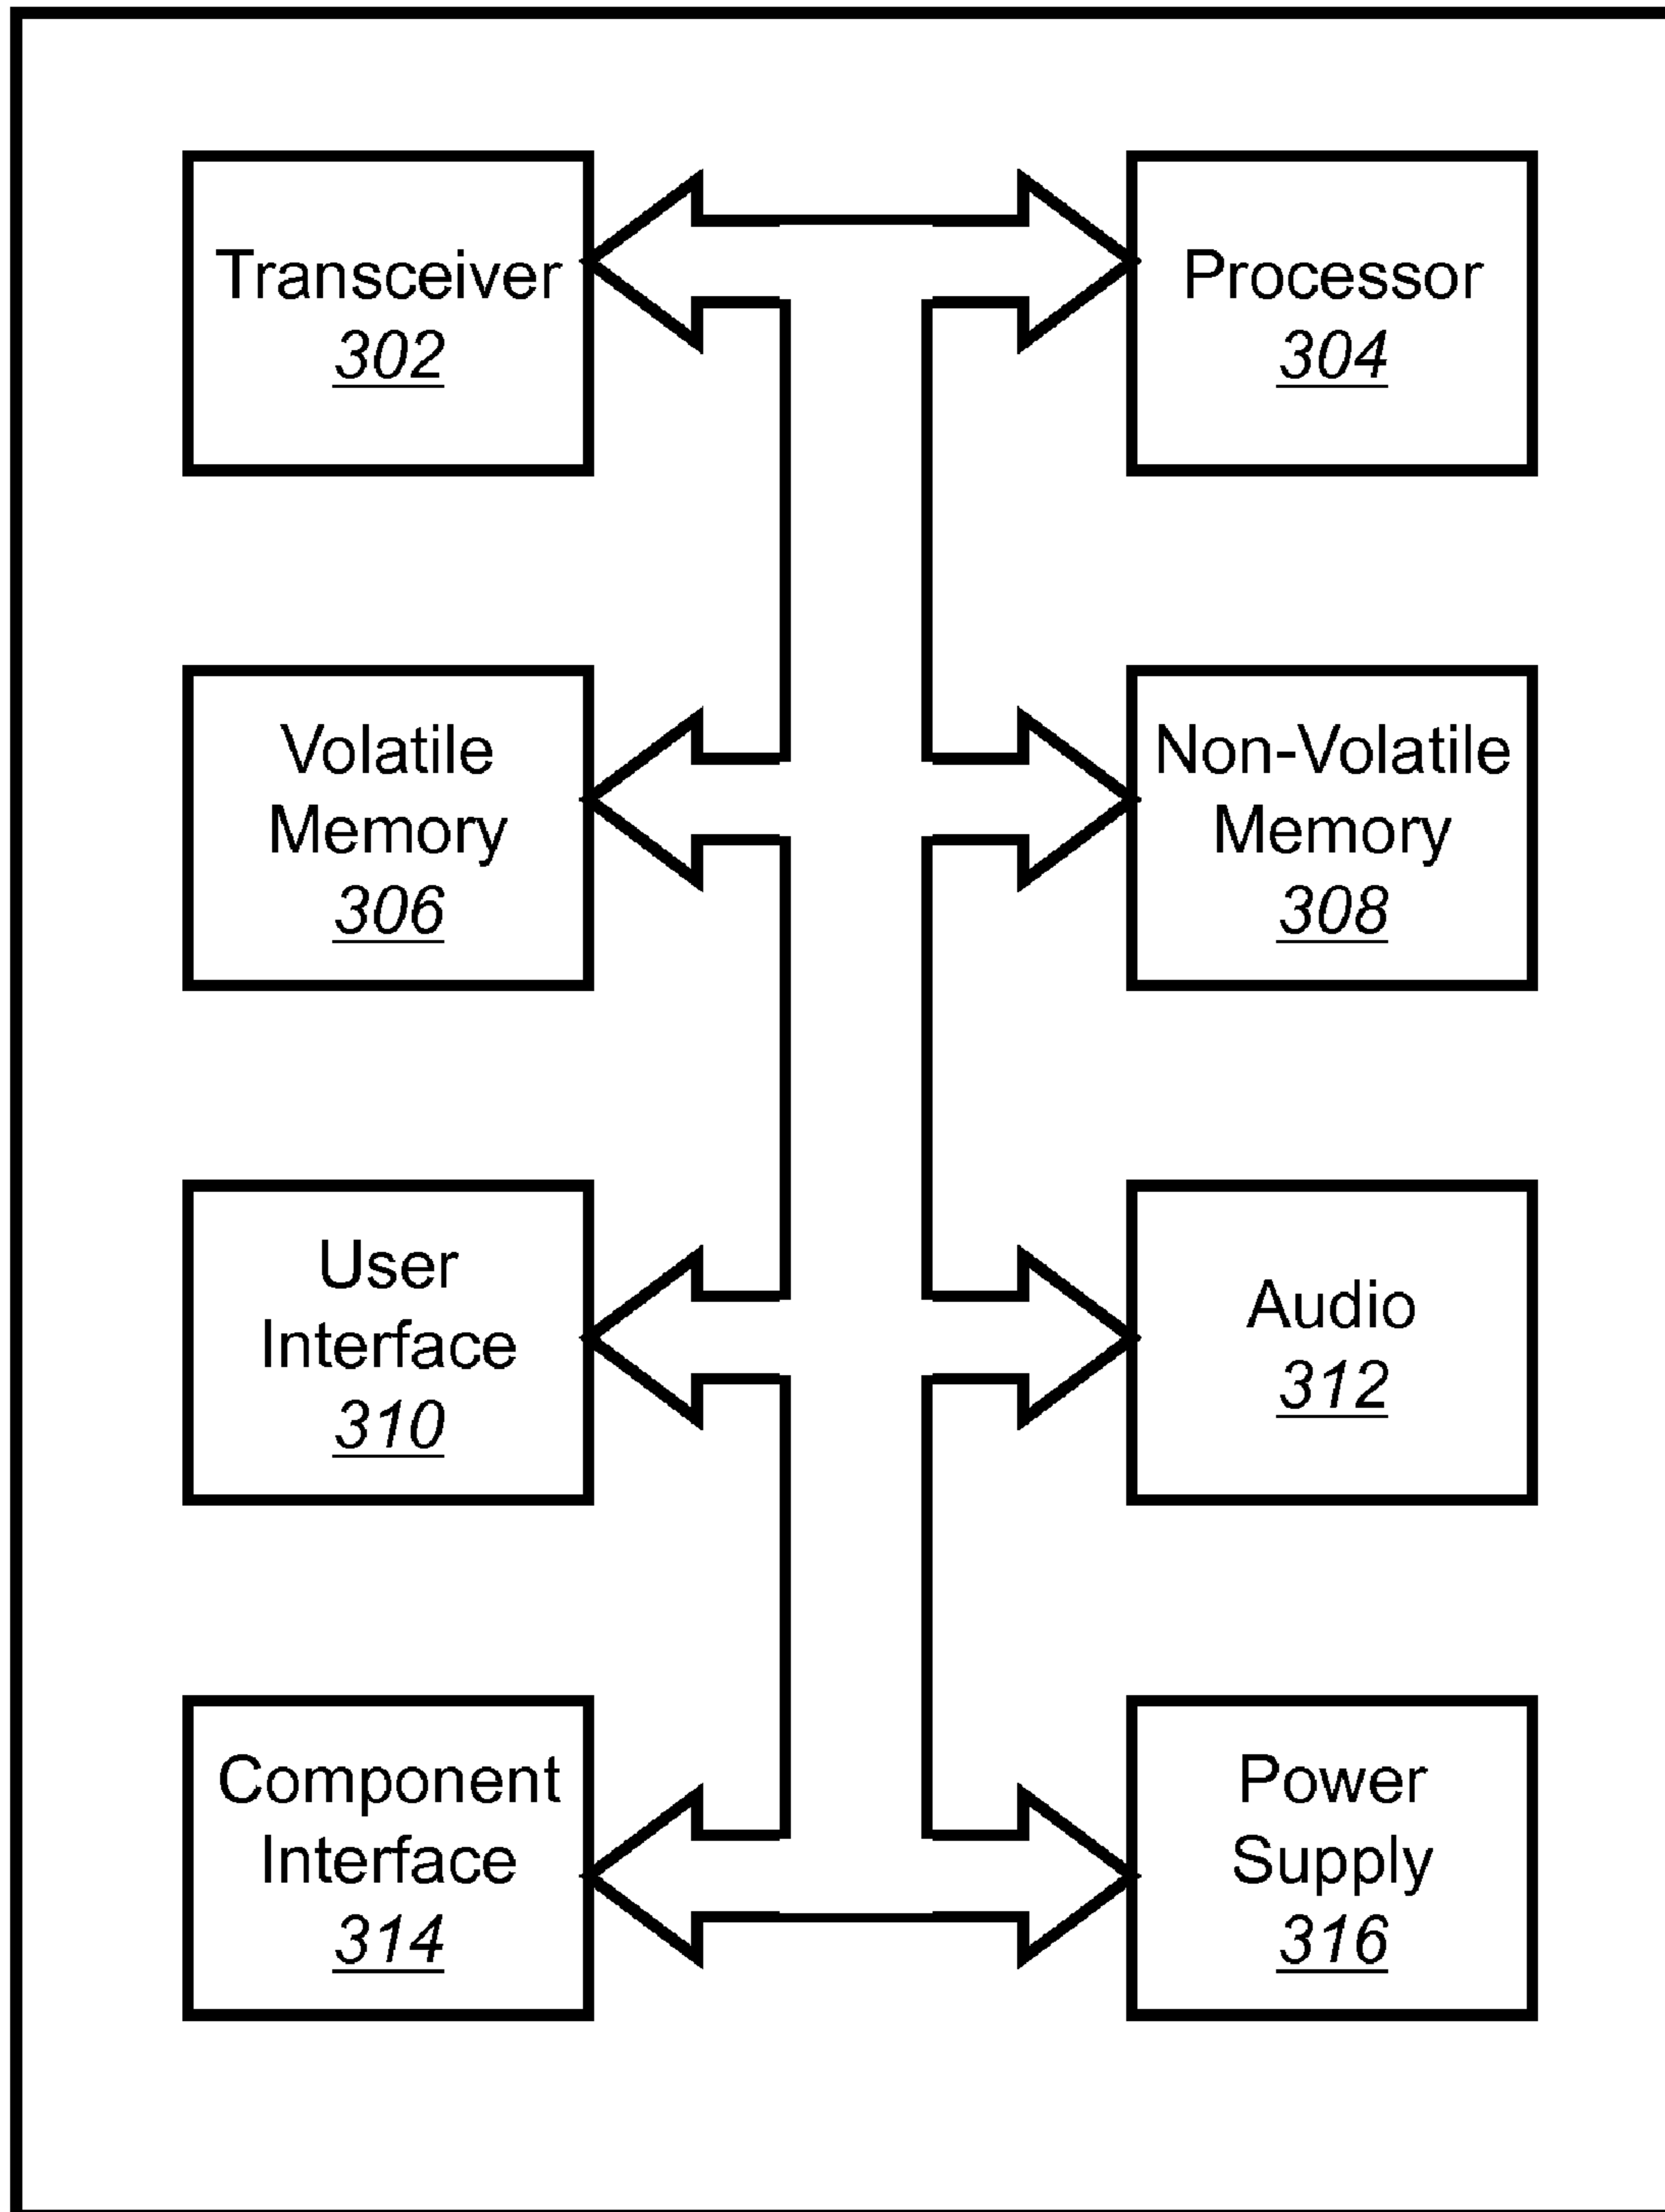 Transceiver
302
Processor
304
Volatile
Memory
306
Non-Volatile
Memory
308
User
Interface
310
Audio
312
Component
Interface
314
Power
Supply
316